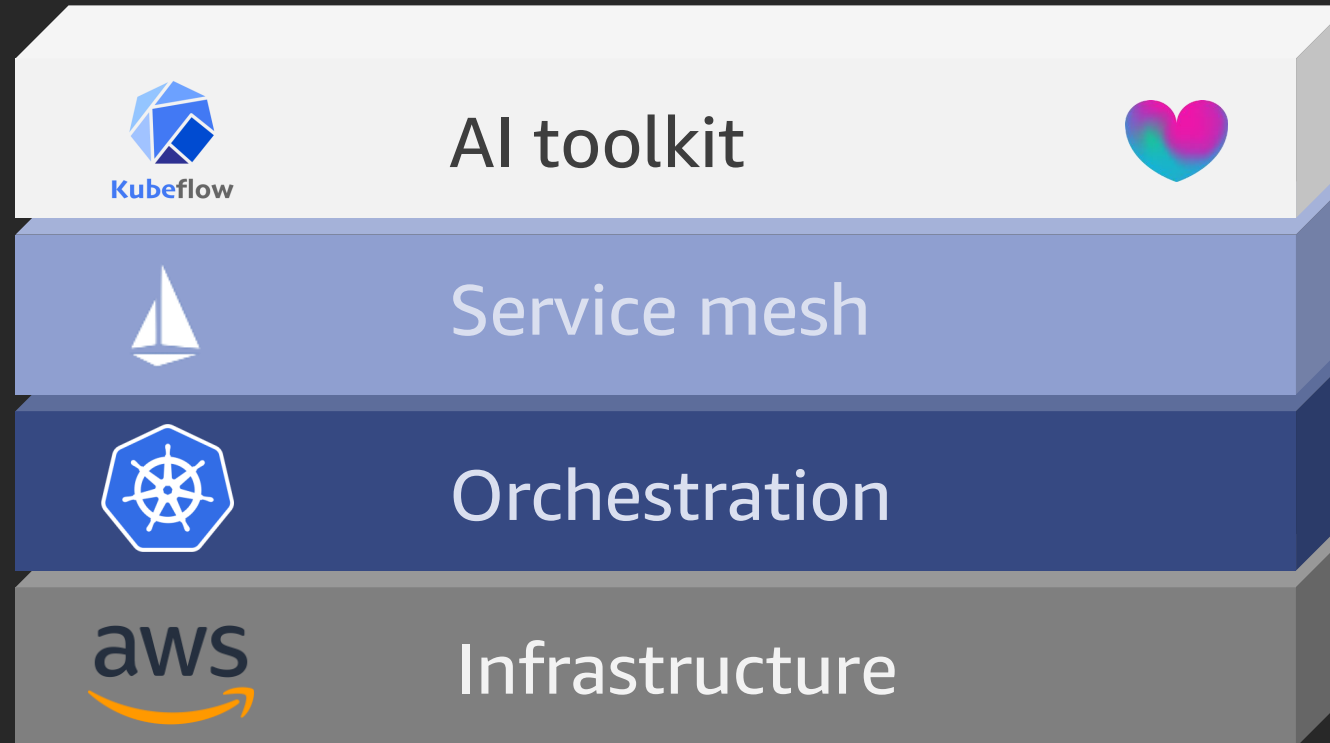 AI toolkit
Kubeflow
Service mesh
Orchestration
aws
Infrastructure